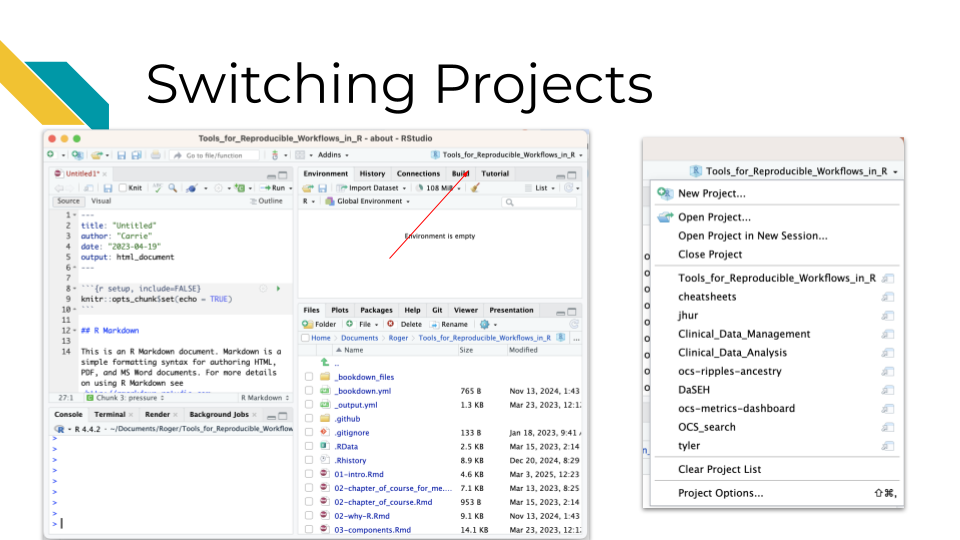 Switching Projects
Tools_for_Reproducible_Workflows_in_R - about - RStudio
Go to file/function
Addins
Tools_for_Reproducible_Workflows_in_R
Untitled1*
Knit
Run
Source Visual
Outline
1 ---
2 title: "Untitled"
3 author: "Carrie"
4 date: "2023-04-19"
5 output: html_document
6 ---
7
8 ```{r setup, include=FALSE}
9 knitr::opts_chunk$set(echo = TRUE)
10 ```
11
12 ## R Markdown
13
14 This is an R Markdown document. Markdown is a
simple formatting syntax for authoring HTML,
PDF, and MS Word documents. For more details
on using R Markdown see
27:1 Chunk 3: pressure R Markdown
Console Terminal Render Background Jobs
R 4.4.2 · ~/Documents/Roger/Tools_for_Reproducible_Workflow
>
>
>
>
>
>
>
>
Environment History Connections Build Tutorial
Import Dataset 108 MiB List
R Global Environment
Environment is empty
Files Plots Packages Help Git Viewer Presentation
Folder File Delete Rename
Home Documents Roger Tools_for_Reproducible_Workflows_in_R ...
Name Size Modified
..
_bookdown_files
_bookdown.yml 765 B Nov 13, 2024, 1:43
_output.yml 1.3 KB Mar 23, 2023, 12:1
.github
.gitignore 133 B Jan 18, 2023, 9:41
.RData 2.5 KB Mar 15, 2023, 2:14
.Rhistory 8.9 KB Dec 20, 2024, 8:29
01-intro.Rmd 4.6 KB Mar 3, 2025, 12:23
02-chapter_of_course_for_me.... 7.1 KB Mar 13, 2023, 8:25
02-chapter_of_course.Rmd 953 B Mar 15, 2023, 2:14
02-why-R.Rmd 9.1 KB Nov 13, 2024, 1:43
03-components.Rmd 14.1 KB Mar 23, 2023, 12:1
Tools_for_Reproducible_Workflows_in_R
New Project...
Open Project...
Open Project in New Session...
Close Project
Tools_for_Reproducible_Workflows_in_R
cheatsheets
jhur
Clinical_Data_Management
Clinical_Data_Analysis
ocs-ripples-ancestry
DaSEH
ocs-metrics-dashboard
OCS_search
tyler
Clear Project List
Project Options... ⇧⌘,